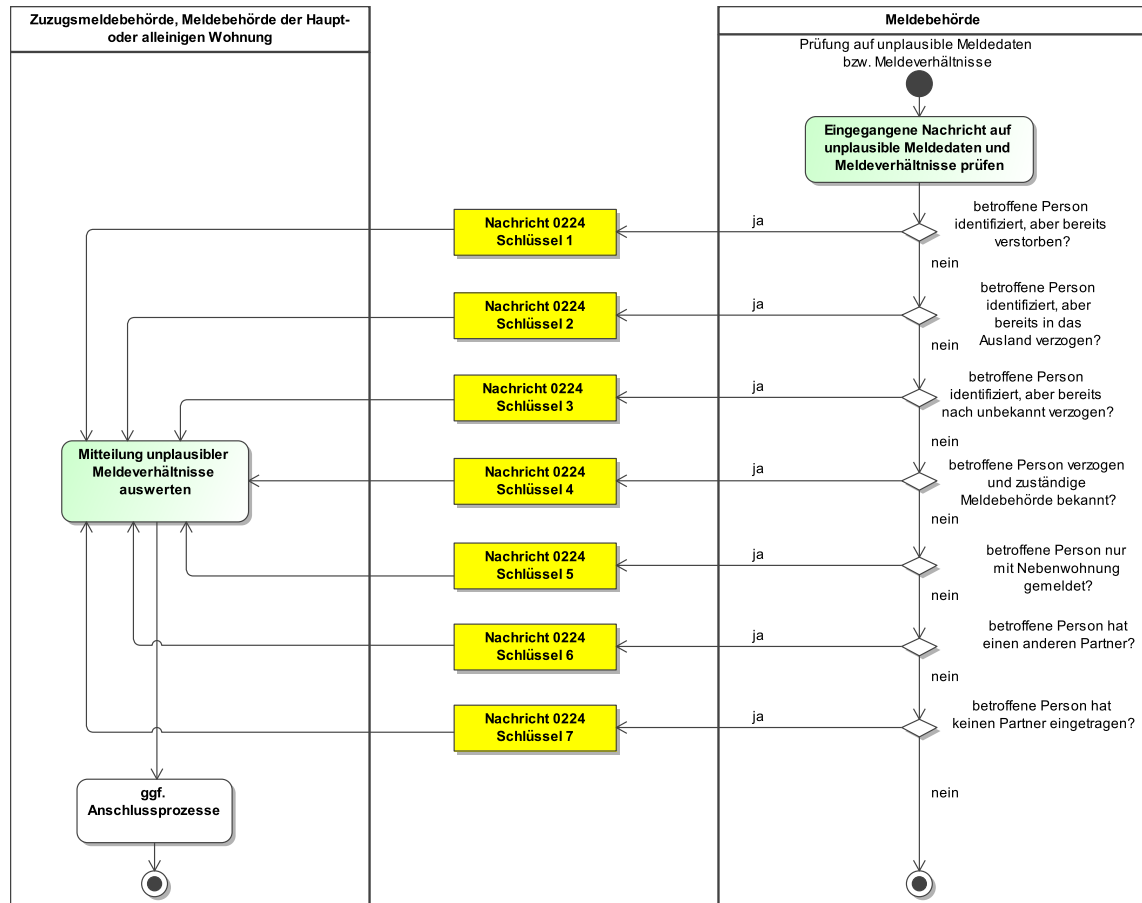 Zuzugsmeldebehörde, Meldebehörde der Haupt-
oder alleinigen Wohnung
Meldebehörde
Prüfung auf unplausible Meldedaten
bzw. Meldeverhältnisse
Eingegangene Nachricht auf
unplausible Meldedaten und
Meldeverhältnisse prüfen
betroffene Person
identifiziert, aber bereits
verstorben?
ja
nein
Nachricht 0224
Schlüssel 1
betroffene Person
identifiziert, aber
bereits in das
Ausland verzogen?
ja
nein
Nachricht 0224
Schlüssel 2
betroffene Person
identifiziert, aber bereits
nach unbekannt verzogen?
ja
nein
Nachricht 0224
Schlüssel 3
betroffene Person verzogen
und zuständige
Meldebehörde bekannt?
ja
nein
Nachricht 0224
Schlüssel 4
betroffene Person nur
mit Nebenwohnung
gemeldet?
ja
nein
Nachricht 0224
Schlüssel 5
betroffene Person hat
einen anderen Partner?
ja
nein
Nachricht 0224
Schlüssel 6
betroffene Person hat
keinen Partner eingetragen?
ja
nein
Nachricht 0224
Schlüssel 7
Mitteilung unplausibler
Meldeverhältnisse
auswerten
ggf.
Anschlussprozesse